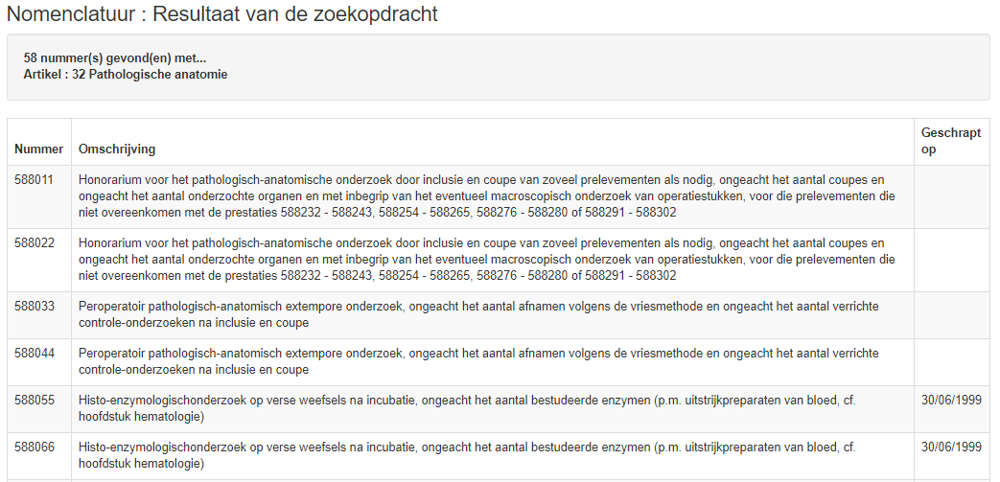 Nomenclatuur : Resultaat van de zoekopdracht
58 nummer(s) gevond(en) met...
Artikel : 32 Pathologische anatomie
Nummer Omschrijving Geschrapt op
588011 Honorarium voor het pathologisch-anatomische onderzoek door inclusie en coupe van zoveel prelevementen als nodig, ongeacht het aantal coupes en
ongeacht het aantal onderzochte organen en met inbegrip van het eventueel macroscopisch onderzoek van operatiestukken, voor die prelevementen die
niet overeenkomen met de prestaties 588232 - 588243, 588254 - 588265, 588276 - 588280 of 588291 - 588302
588022 Honorarium voor het pathologisch-anatomische onderzoek door inclusie en coupe van zoveel prelevementen als nodig, ongeacht het aantal coupes en
ongeacht het aantal onderzochte organen en met inbegrip van het eventueel macroscopisch onderzoek van operatiestukken, voor die prelevementen die
niet overeenkomen met de prestaties 588232 - 588243, 588254 - 588265, 588276 - 588280 of 588291 - 588302
588033 Peroperatoir pathologisch-anatomisch extempore onderzoek, ongeacht het aantal afnamen volgens de vriesmethode en ongeacht het aantal verrichte
controle-onderzoeken na inclusie en coupe
588044 Peroperatoir pathologisch-anatomisch extempore onderzoek, ongeacht het aantal afnamen volgens de vriesmethode en ongeacht het aantal verrichte
controle-onderzoeken na inclusie en coupe
588055 Histo-enzymologischonderzoek op verse weefsels na incubatie, ongeacht het aantal bestudeerde enzymen (p.m. uitstrijkpreparaten van bloed, cf. 30/06/1999
hoofdstuk hematologie)
588066 Histo-enzymologischonderzoek op verse weefsels na incubatie, ongeacht het aantal bestudeerde enzymen (p.m. uitstrijkpreparaten van bloed, cf. 30/06/1999
hoofdstuk hematologie)